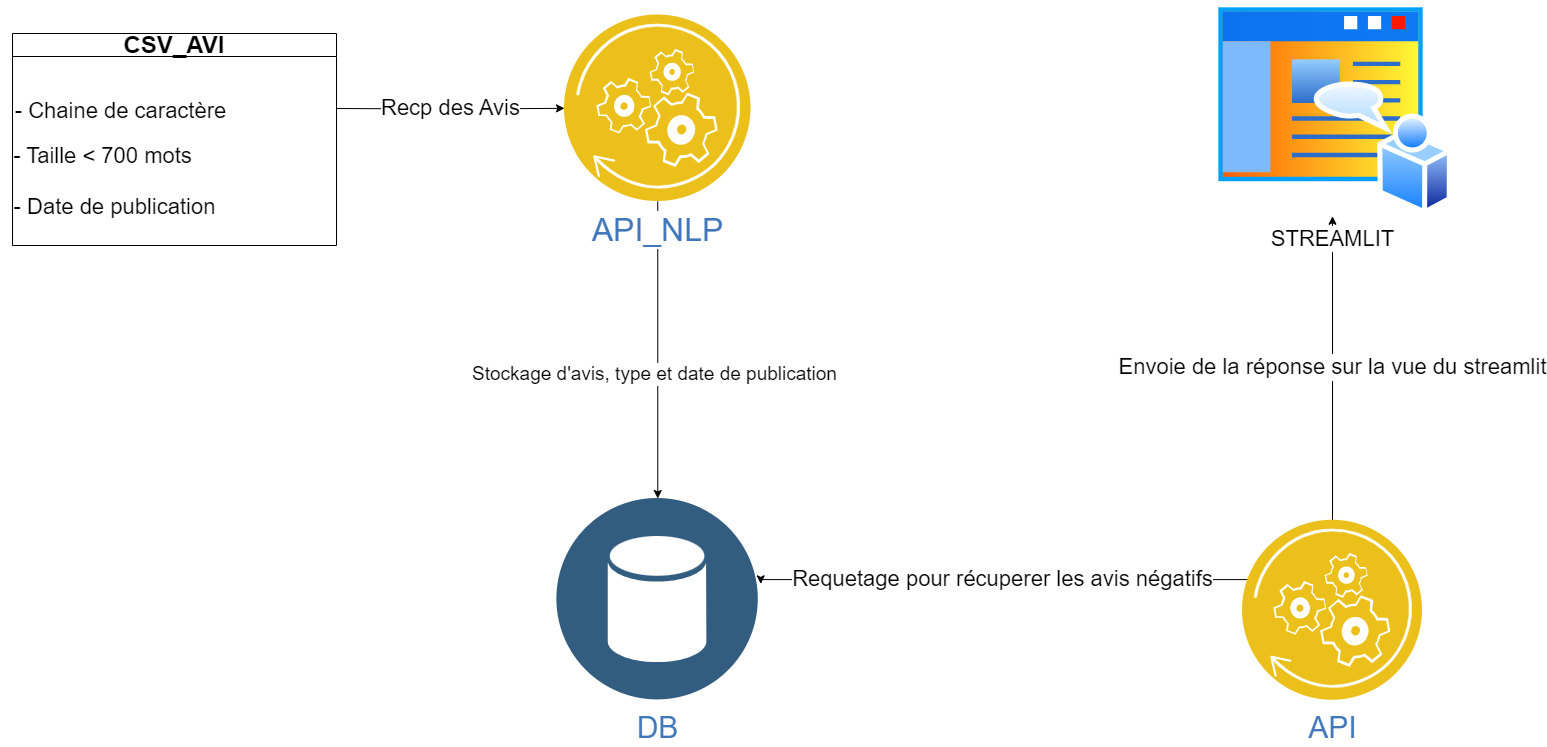 CSV_AVI
- Chaine de caractère
- Taille < 700 mots
- Date de publication
Recp des Avis
API_NLP
STREAMLIT
Stockage d'avis, type et date de publication
Envoie de la réponse sur la vue du streamlit
Requetage pour récuperer les avis négatifs
DB
API